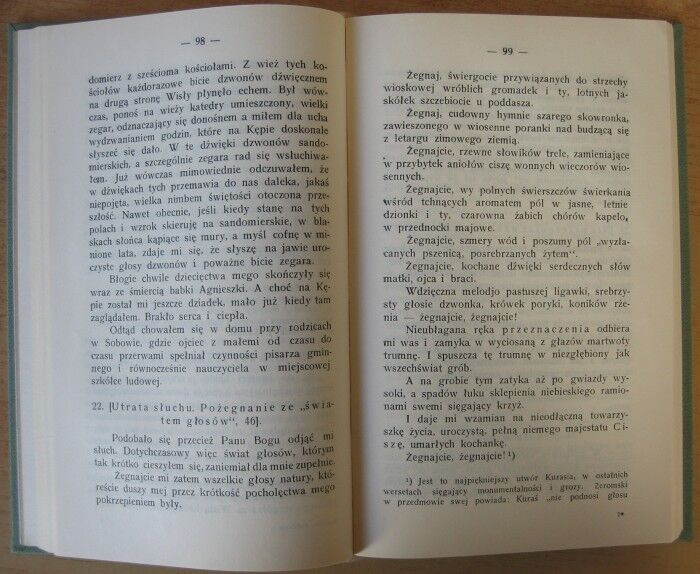 — 98 —
domierz z sześcioma kościołami. Z wież tych ko-
ściołów każdorazowe bicie dzwonów dźwięcznem
na drugą stronę Wisły płynęło echem. Był wów-
czas, ponoś na wieży katedry umieszczony, wielki
zegar, odznaczający się donośnem a miłem dla ucha
wydzwanianiem godzin, które na Kępie doskonale
słyszeć się dało. W te dźwięki dzwonów sando-
mierskich, a szczególnie zegara rad się wsłuchiwa-
łem. Już wówczas mimowiednie odczuwałem, że
w dźwiękach tych przemawia do nas daleka, jakaś
niepojęta, wielka nimbem świętości otoczona prze-
szłość. Nawet obecnie, jeśli kiedy stanę na tych
polach i wzrok skieruję na sandomierskie, w bla-
skach słońca kąpiące się mury, a myśl cofnę w mi-
nione lata, zdaje mi się, że słyszę na jawie uro-
czyste głosy dzwonów i poważne bicie zegara.
Błogie chwile dziecięctwa mego skończyły się
wraz ze śmiercią babki Agnieszki. A choć na Kę-
pie został mi jeszcze dziadek, mało już kiedy tam
zaglądałem. Brakło serca i ciepła.
Odtąd chowałem się w domu przy rodzicach
w Sobowie, gdzie ojciec z małemi od czasu do
czasu przerwami spełniał czynności pisarza gmin-
nego i równocześnie nauczyciela w miejscowej
szkółce ludowej.
22. [Utrata słuchu. Pożegnanie ze „świa-
tem głosów“, 46].
Podobało się przecież Panu Bogu odjąć mi
słuch. Dotychczasowy więc świat głosów, którym
tak krótko cieszyłem się, zaniemiał dla mnie zupełnie.
Żegnajcie mi zatem wszelkie głosy natury, któ-
reście duszy mej przez krótkość pocholęctwa mego
pokrzepieniem były.
— 99 —
Żegnaj, świergocie przywiązanych do strzechy
wioskowej wróblich gromadek i ty, lotnych ja-
skółek szczebiocie u poddasza.
Żegnaj, cudowny hymnie szarego skowronka,
zawieszonego w wiosenne poranki nad budzącą się
z letargu zimowego ziemią.
Żegnajcie, rzewne słowików trele, zamieniające
w przybytek aniołów ciszę wonnych wieczorów wio-
sennych.
Żegnajcie, wy polnych świerszczów świerkania
wśród tchnących aromatem pól w jasne, letnie
dzionki i ty, czarowna żabich chórów kapelo,
w przednocki majowe.
Żegnajcie, szmery wód i poszumy pól „wyzła-
canych pszenicą, posrebrzanych żytem“.
Żegnajcie, kochane dźwięki serdecznych słów
matki, ojca i braci.
Wdzięczna melodjo pastuszej ligawki, srebrzy-
sty głosie dzwonka, krówek poryki, koników rże-
nia — żegnajcie, żegnajcie!
Nieubłagana ręka przeznaczenia odbiera
mi was i zamyka w wyciosaną z głazów martwoty
trumnę. I spuszcza tę trumnę w niezgłębiony jak
wszechświat grób.
A na grobie tym zatyka aż po gwiazdy wy-
soki, a spadów łuku sklepienia niebieskiego ramio-
nami swemi sięgający krzyż.
I daje mi wzamian na nieodłączną towarzy-
szkę życia, uroczystą, pełną niemego majestatu Ci-
szę, umarłych kochankę.
Żegnajcie, żegnajcie! ¹)
¹) Jest to najpiękniejszy utwór Kurasia, w ostatnich
wersetach sięgający monumentalności i grozy. Żeromski
w przedmowie swej powiada: Kuraś „nie podnosi głosu
7*